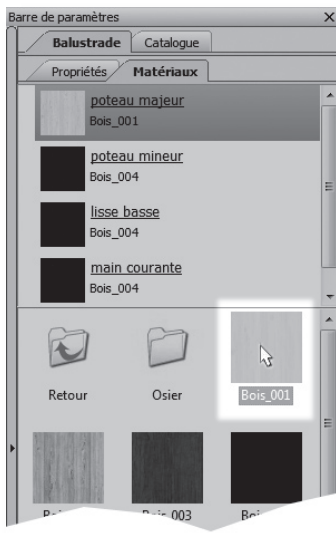 Barre de paramètres
Balustrade Catalogue
Propriétés Matériaux
poteau majeur
Bois_001
poteau mineur
Bois_004
lisse basse
Bois_004
main courante
Bois_004
Retour Osier Bois_001